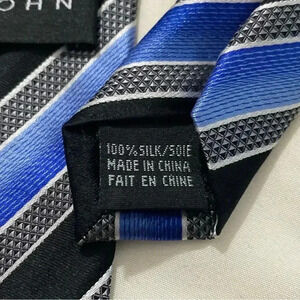 OHN
100% SILK/SOIE
MADE IN CHINA
FAIT EN CHINE